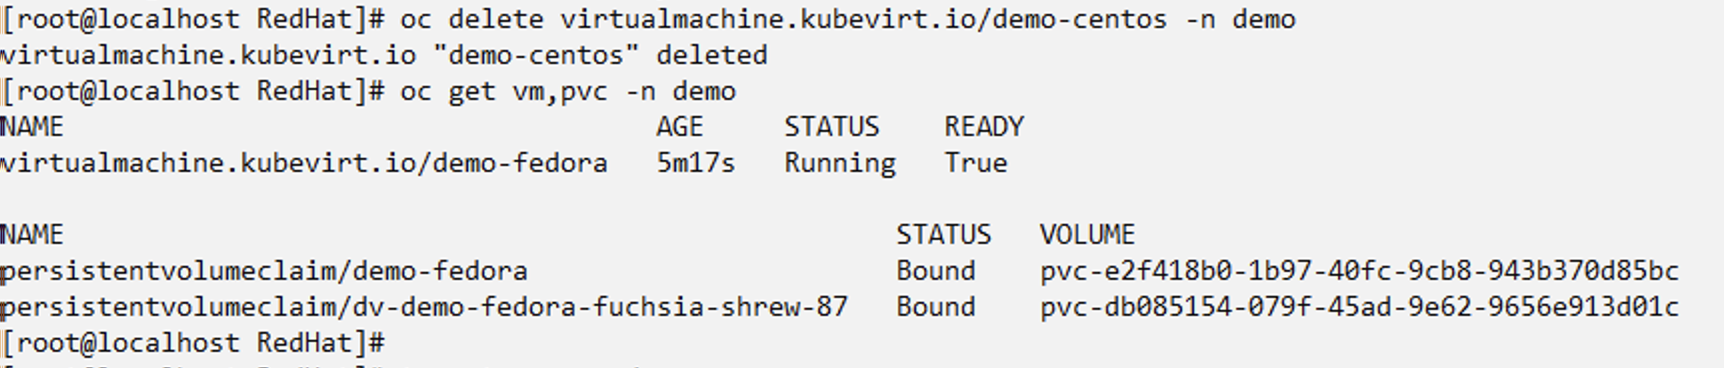 [root@localhost RedHat]# oc delete virtualmachine.kubevirt.io/demo-centos -n demo
virtualmachine.kubevirt.io "demo-centos" deleted
[root@localhost RedHat]# oc get vm,pvc -n demo
NAME AGE STATUS READY
virtualmachine.kubevirt.io/demo-fedora 5m17s Running True
NAME STATUS VOLUME
persistentvolumeclaim/demo-fedora Bound pvc-e2f418b0-1b97-40fc-9cb8-943b370d85bc
persistentvolumeclaim/dv-demo-fedora-fuchsia-shrew-87 Bound pvc-db085154-079f-45ad-9e62-9656e913d01c
[root@localhost RedHat]#